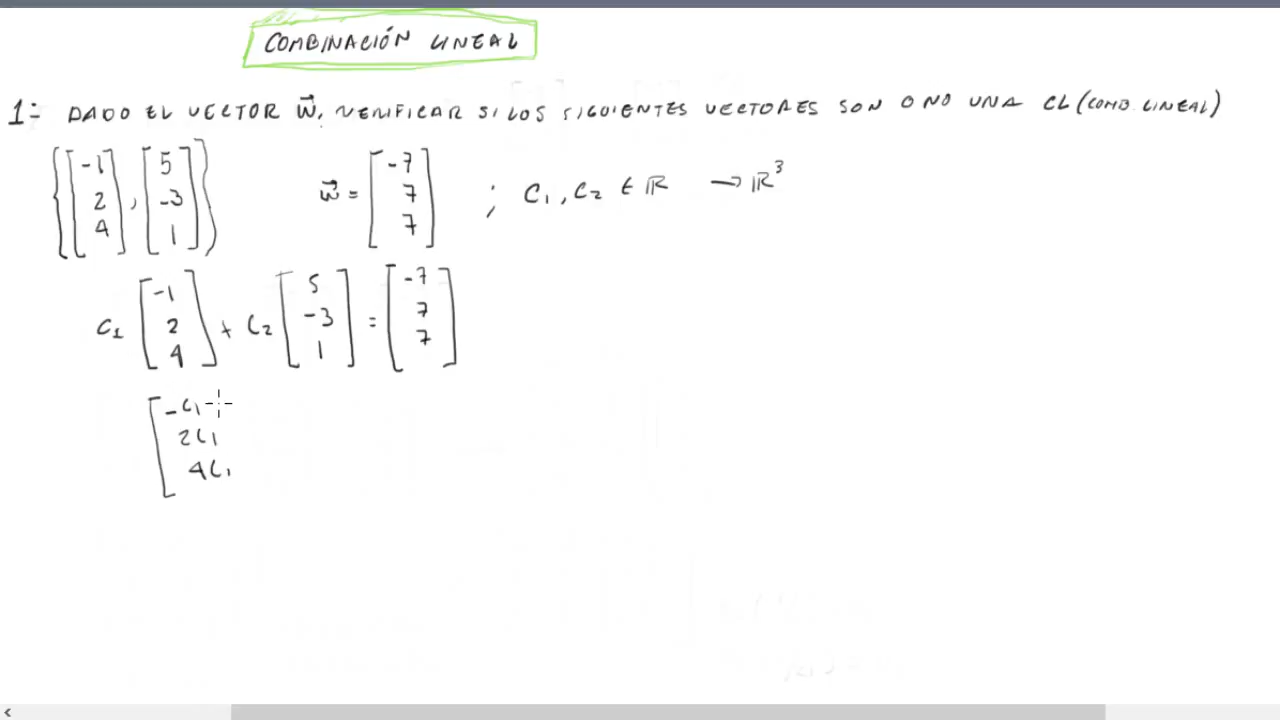 COMBINACIÓN LINEAL
1:- DADO EL VECTOR w⃗, VERIFICAR SI LOS SIGUIENTES VECTORES SON O NO UNA CL (COMO LINEAL)
{[-1 2 4], [5 -3 1]} w⃗ = [-7 7 7] ; C₁, C₂ ∈ ℝ → ℝ³
C₁ [-1 2 4] + C₂ [5 -3 1] = [-7 7 7]
[-C₁
2C₁
4C₁